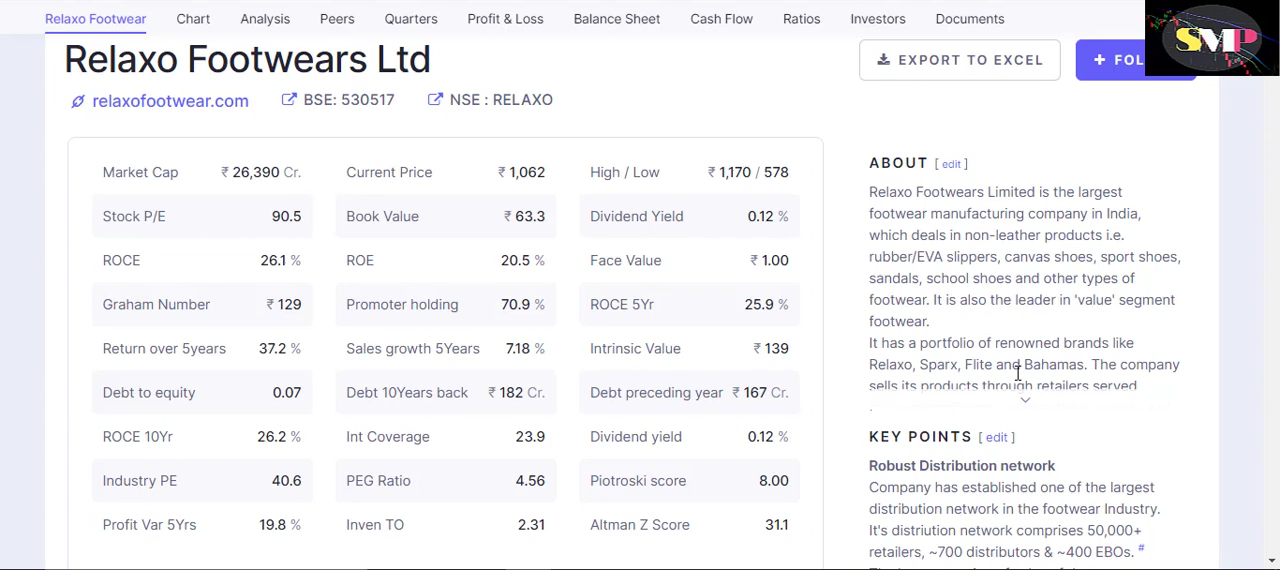 Relaxo Footwear Chart Analysis Peers Quarters Profit & Loss Balance Sheet Cash Flow Ratios Investors Documents
SMP
Relaxo Footwears Ltd
EXPORT TO EXCEL
+ FOL
relaxofootwear.com BSE: 530517 NSE : RELAXO
Market Cap ₹ 26,390 Cr. Current Price ₹ 1,062 High / Low ₹ 1,170 / 578
Stock P/E 90.5 Book Value ₹ 63.3 Dividend Yield 0.12 %
ROCE 26.1 % ROE 20.5 % Face Value ₹ 1.00
Graham Number ₹ 129 Promoter holding 70.9 % ROCE 5Yr 25.9 %
Return over 5years 37.2 % Sales growth 5Years 7.18 % Intrinsic Value ₹ 139
Debt to equity 0.07 Debt 10Years back ₹ 182 Cr. Debt preceding year ₹ 167 Cr.
ROCE 10Yr 26.2 % Int Coverage 23.9 Dividend yield 0.12 %
Industry PE 40.6 PEG Ratio 4.56 Piotroski score 8.00
Profit Var 5Yrs 19.8 % Inven TO 2.31 Altman Z Score 31.1
ABOUT [ edit ]
Relaxo Footwears Limited is the largest
footwear manufacturing company in India,
which deals in non-leather products i.e.
rubber/EVA slippers, canvas shoes, sport shoes,
sandals, school shoes and other types of
footwear. It is also the leader in 'value' segment
footwear.
It has a portfolio of renowned brands like
Relaxo, Sparx, Flite and Bahamas. The company
sells its products through retailers served
KEY POINTS [ edit ]
Robust Distribution network
Company has established one of the largest
distribution network in the footwear Industry.
It's distriution network comprises 50,000+
retailers, ~700 distributors & ~400 EBOs. #